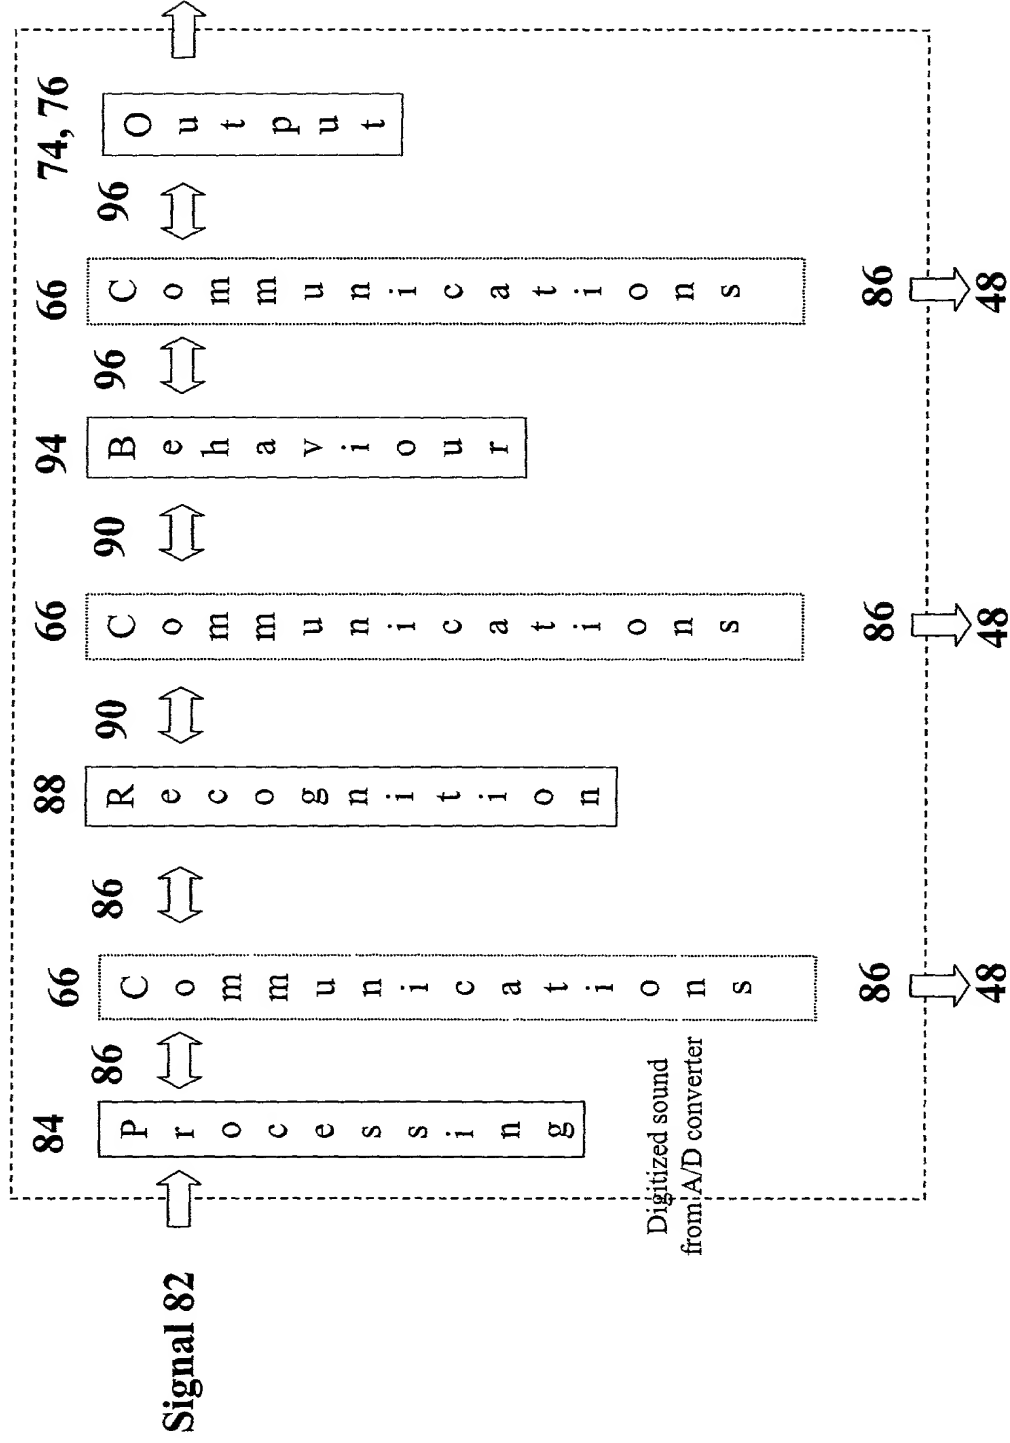 Signal 82
84
Processing
86
66
Communications
86
88
Recognition
90
66
Communications
90
94
Behaviour
96
66
Communications
96
74, 76
Output
Digitized sound
from A/D converter
86
48
86
48
86
48